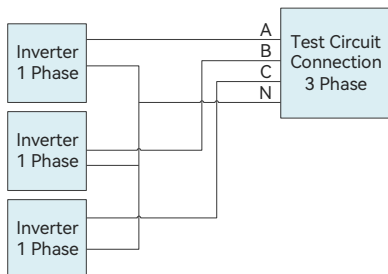 Inverter
1 Phase
Inverter
1 Phase
Inverter
1 Phase
A
B
C
N
Test Circuit
Connection
3 Phase